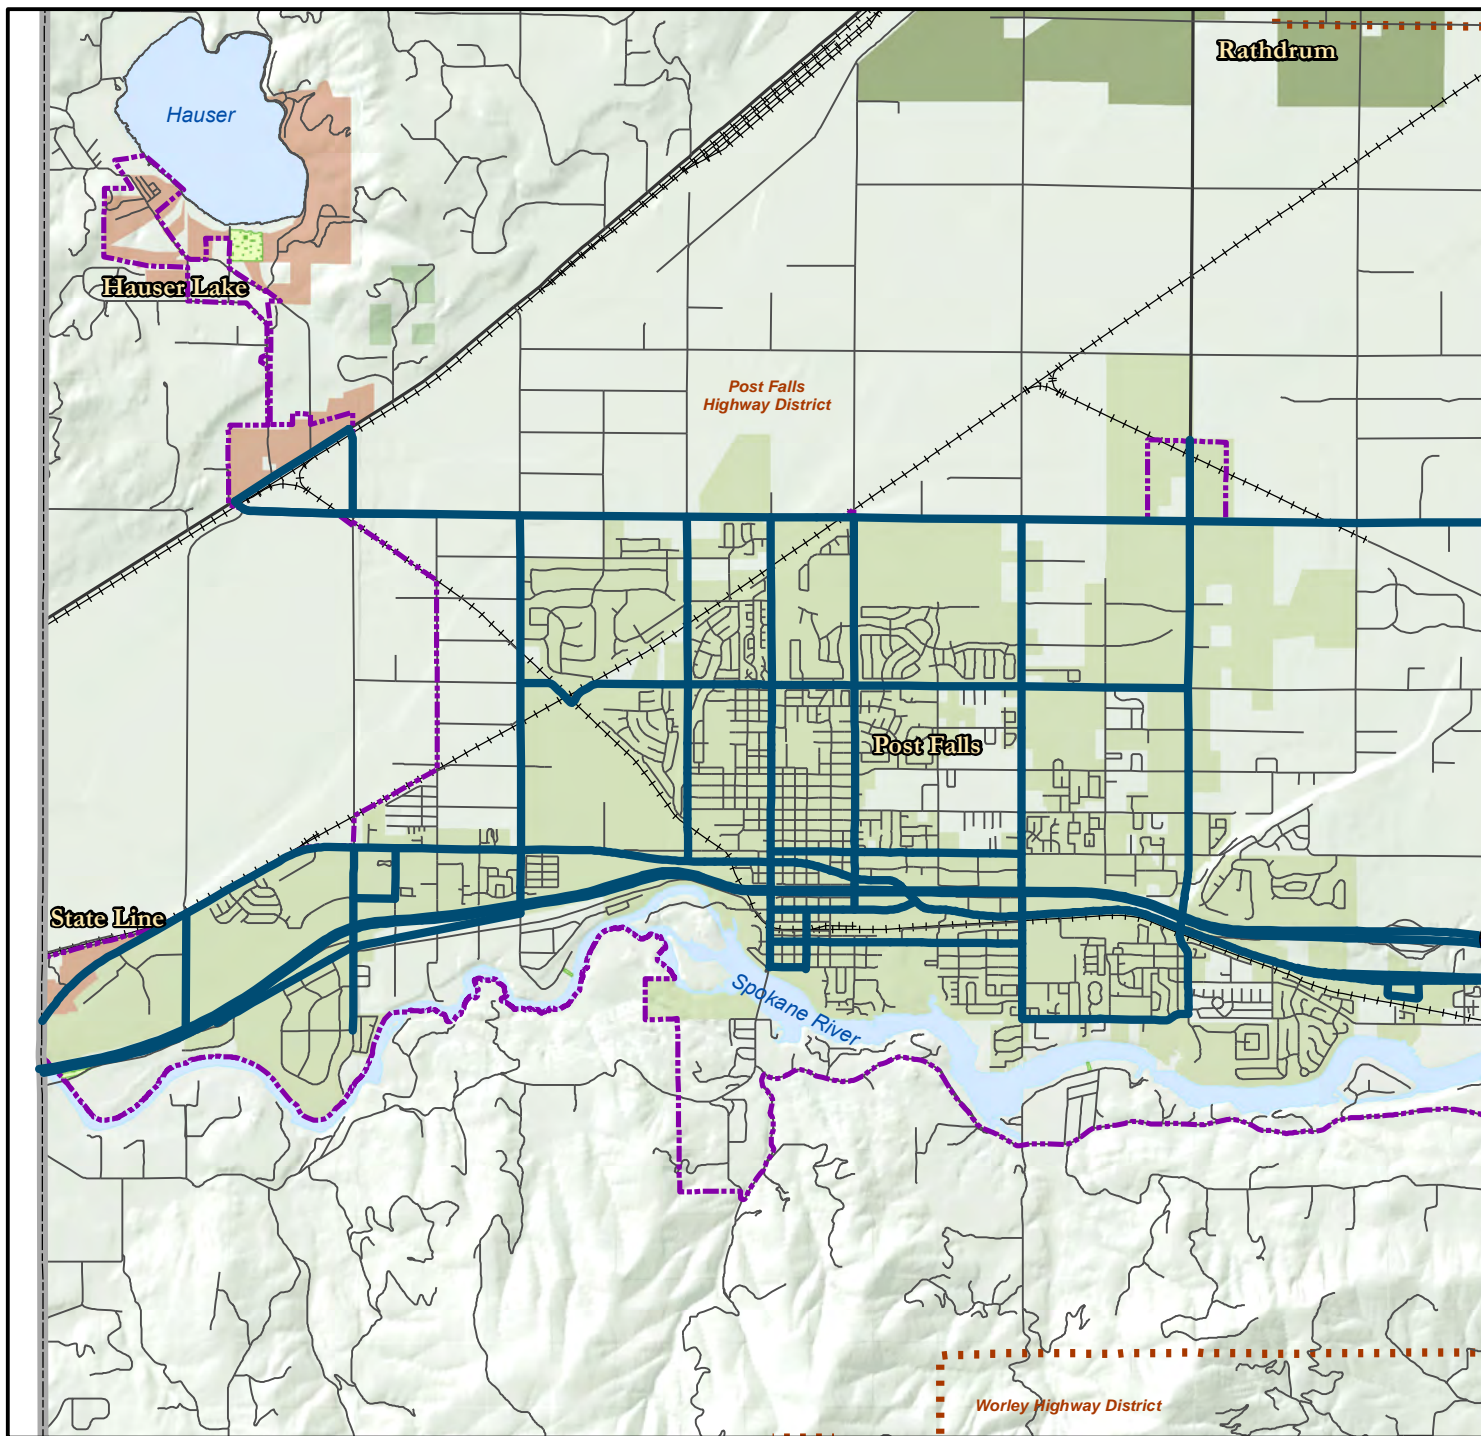 Rathdrum
Hauser
Hauser Lake
Post Falls
Highway District
Post Falls
State Line
Spokane River
Worley Highway District